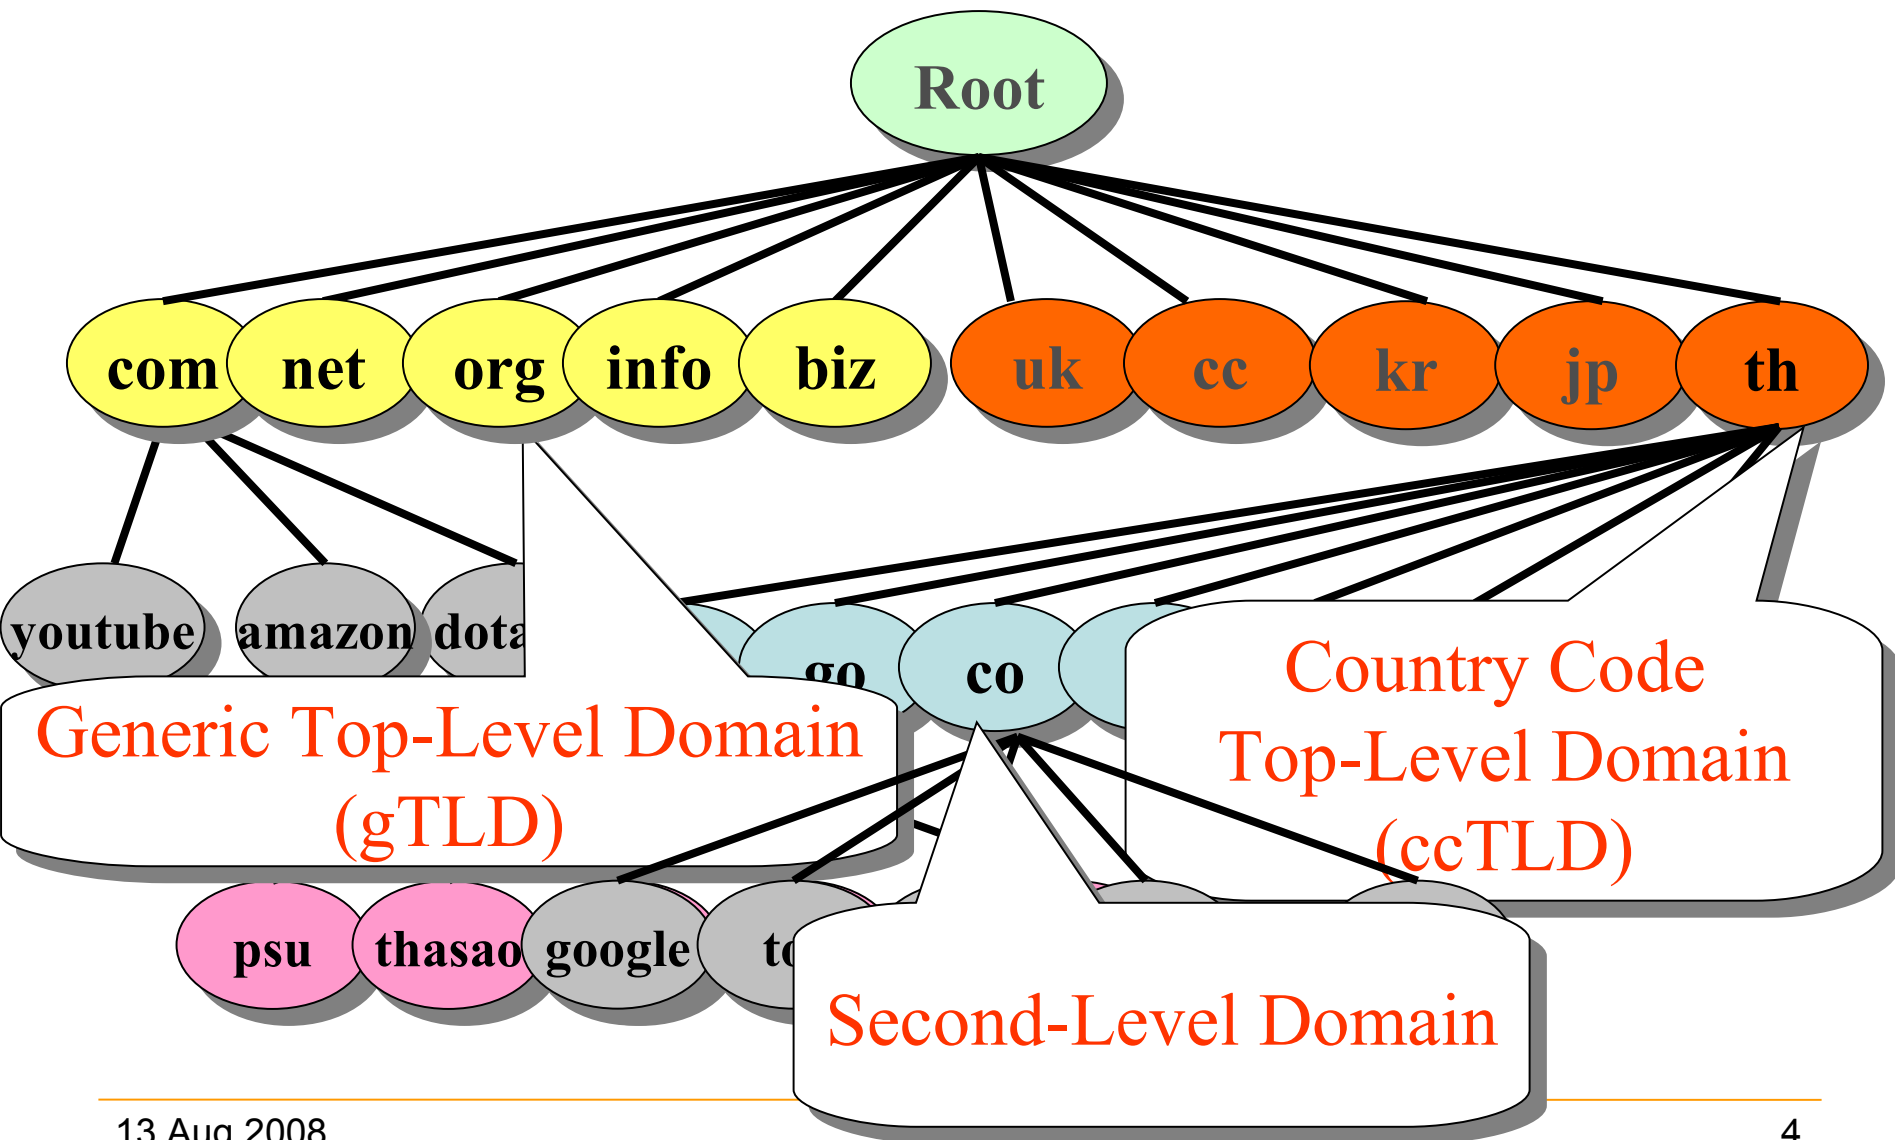 Root
com net org info biz uk cc kr jp th
youtube amazon
go co
Generic Top-Level Domain
(gTLD)
Country Code
Top-Level Domain
(ccTLD)
psu thasao google
Second-Level Domain
13 Aug 2008
4